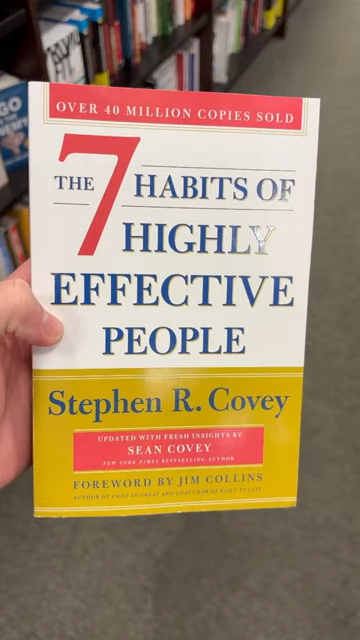 OVER 40 MILLION COPIES SOLD
THE 7 HABITS OF
HIGHLY
EFFECTIVE
PEOPLE
Stephen R. Covey
UPDATED WITH FRESH INSIGHTS BY
SEAN COVEY
NEW YORK TIMES BESTSELLING AUTHOR
FOREWORD BY JIM COLLINS
AUTHOR OF GOOD TO GREAT AND COAUTHOR OF BUILT TO LAST